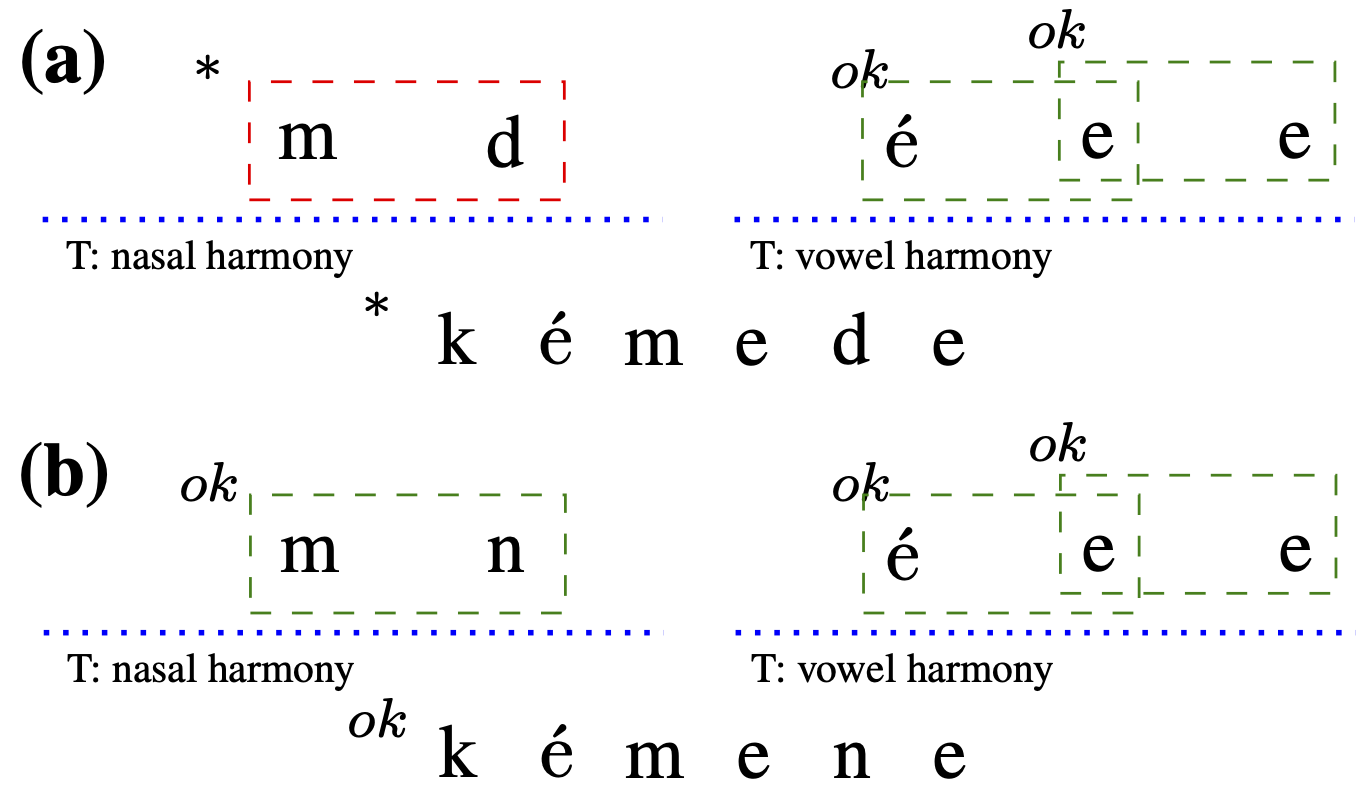 (a) * m d ok é ok e e
T: nasal harmony T: vowel harmony
* k é m e d e
(b) ok m n ok é ok e e
T: nasal harmony T: vowel harmony
ok k é m e n e